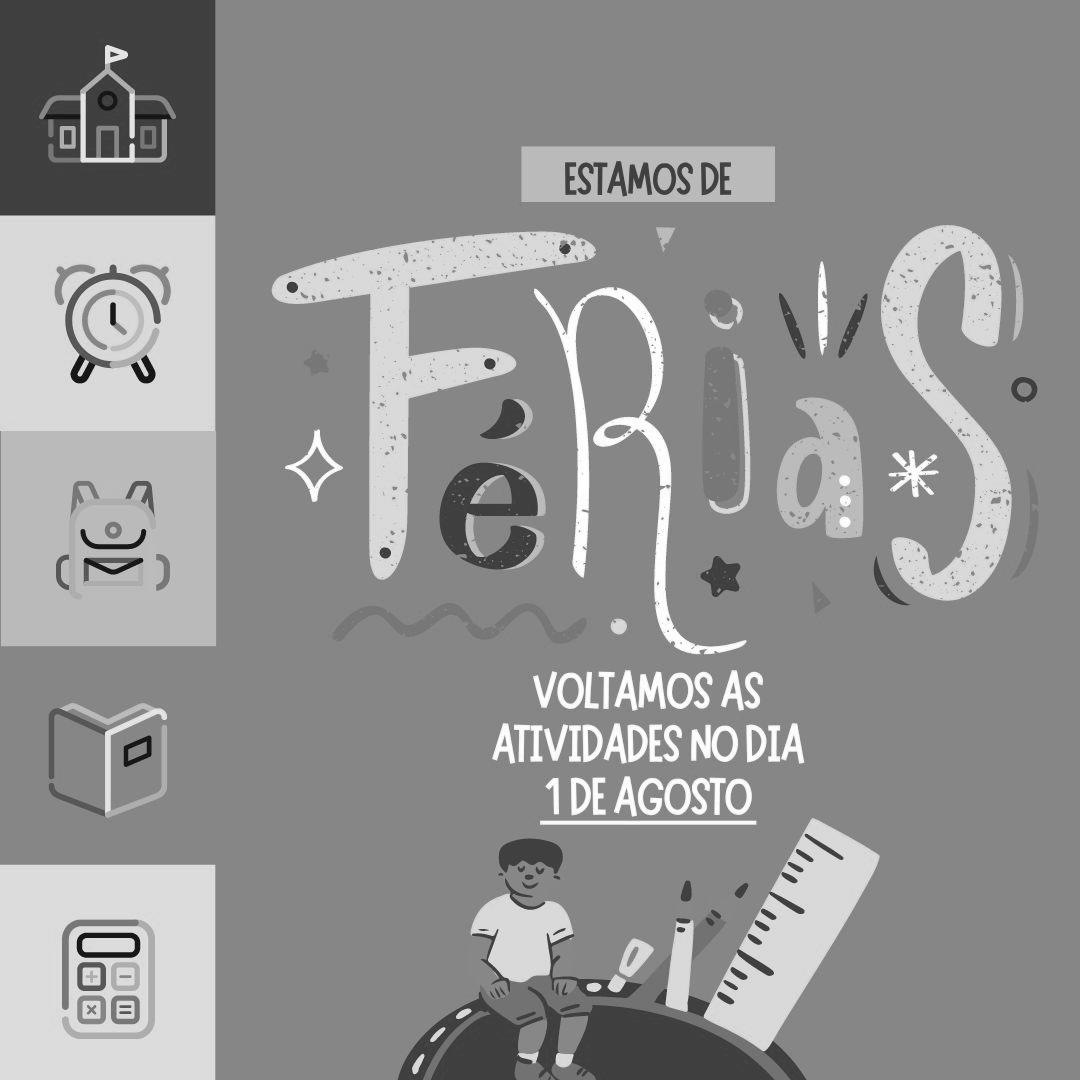 ESTAMOS DE
FéRiaS
VOLTAMOS AS
ATIVIDADES NO DIA
1 DE AGOSTO